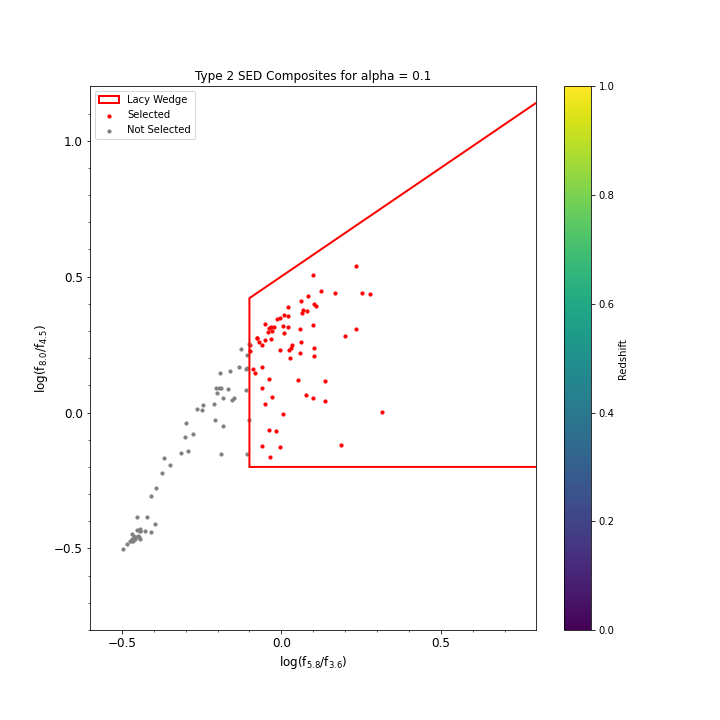 Type 2 SED Composites for alpha = 0.1
Lacy Wedge
Selected
Not Selected
1.0
0.5
0.0
−0.5
log(f8.0/f4.5)
−0.5
0.0
0.5
log(f5.8/f3.6)
1.0
0.8
0.6
0.4
0.2
0.0
Redshift